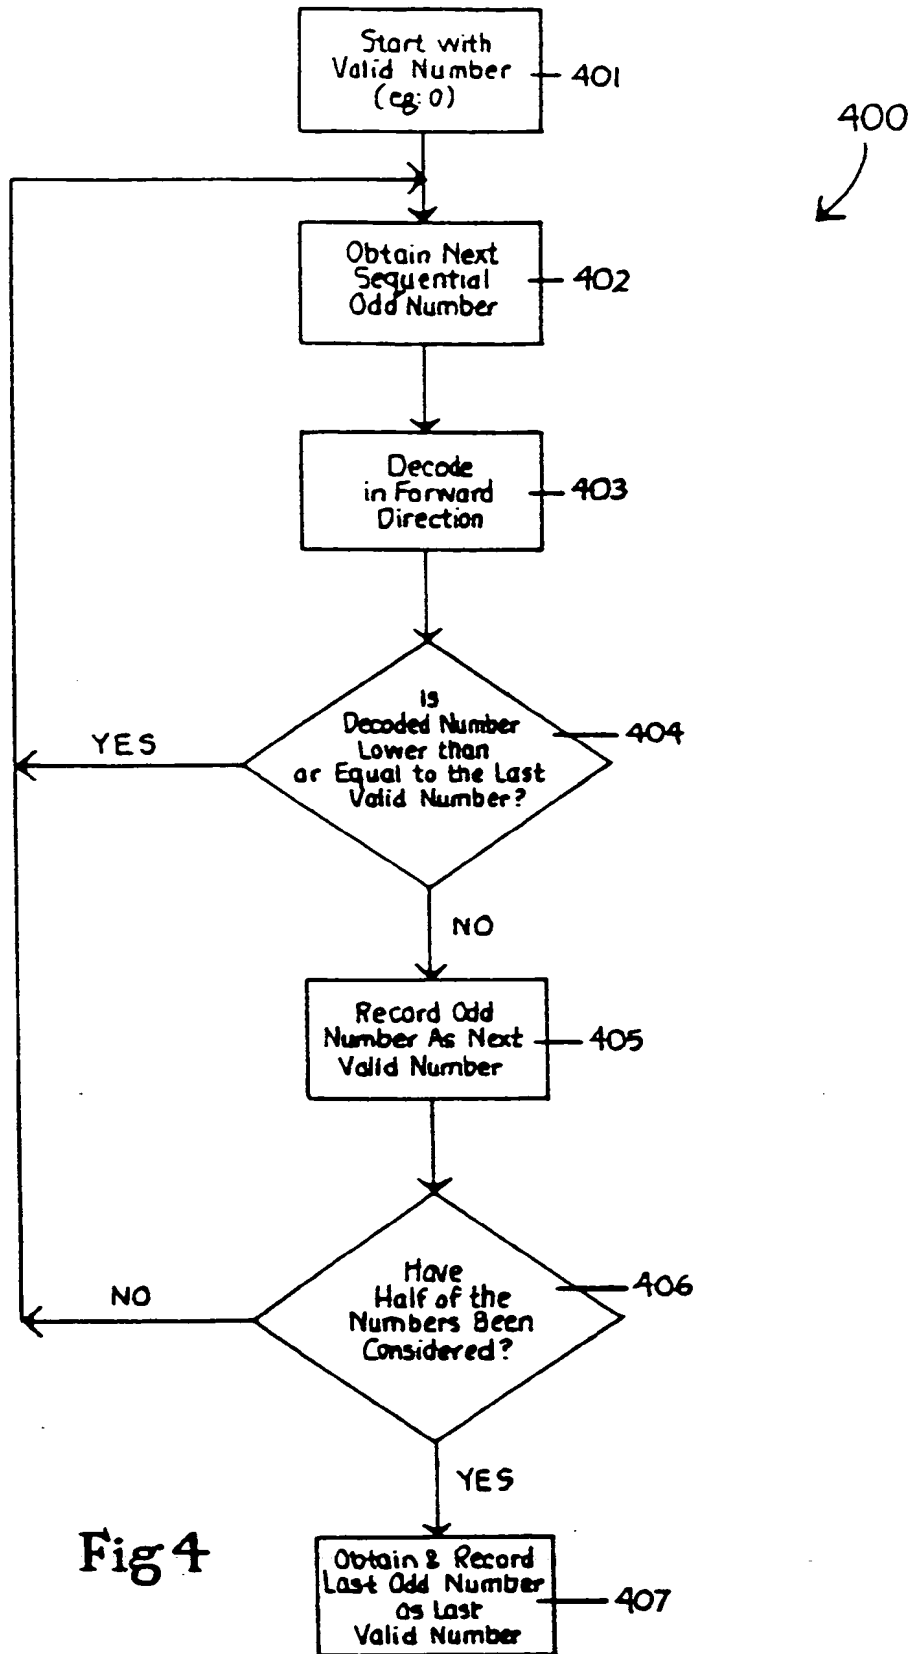 Start with
Valid Number
(eg: 0)
401
400
Obtain Next
Sequential
Odd Number
402
Decode
in Forward
Direction
403
Is
Decoded Number
Lower than
or Equal to the Last
Valid Number?
404
YES
NO
Record Odd
Number As Next
Valid Number
405
Have
Half of the
Numbers Been
Considered?
406
NO
YES
Obtain & Record
Last Odd Number
as Last
Valid Number
407
Fig 4